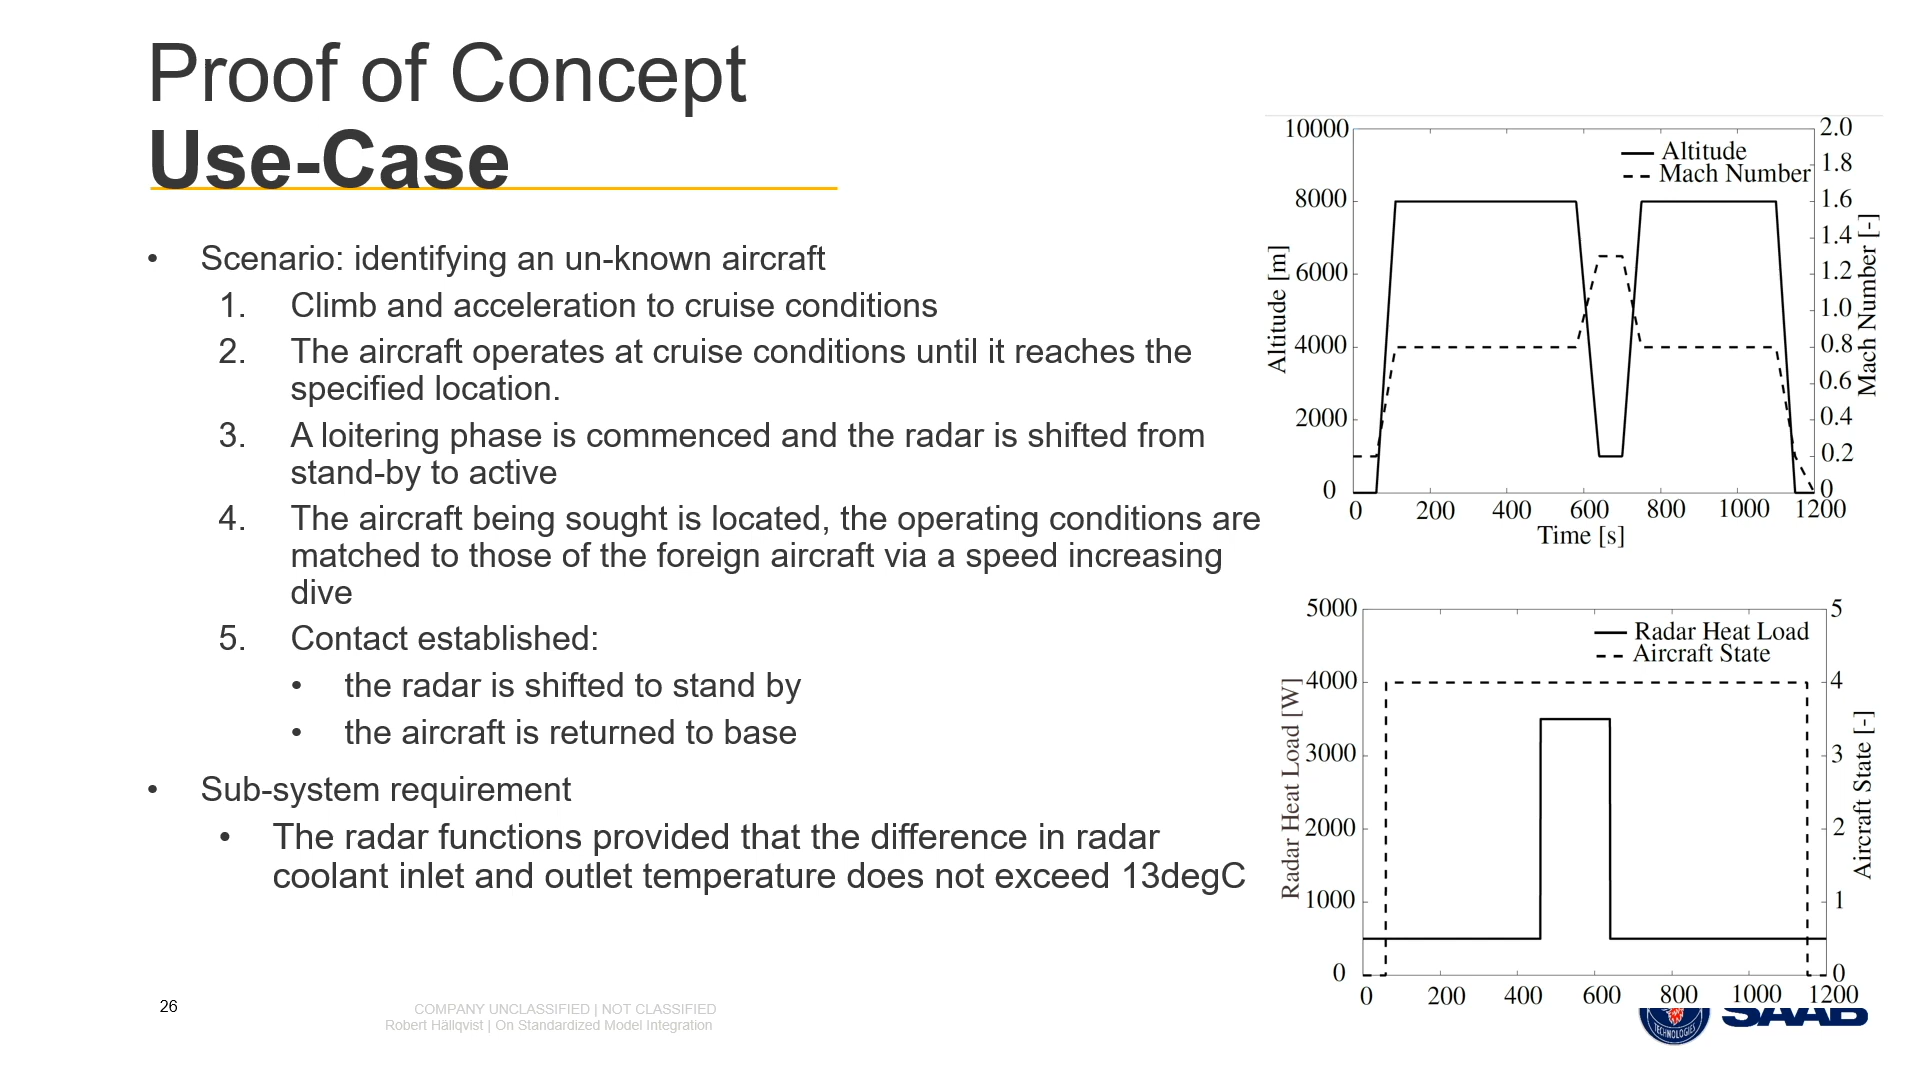 Proof of Concept
Use-Case
• Scenario: identifying an un-known aircraft
1. Climb and acceleration to cruise conditions
2. The aircraft operates at cruise conditions until it reaches the
specified location.
3. A loitering phase is commenced and the radar is shifted from
stand-by to active
4. The aircraft being sought is located, the operating conditions are
matched to those of the foreign aircraft via a speed increasing
dive
5. Contact established:
• the radar is shifted to stand by
• the aircraft is returned to base
• Sub-system requirement
• The radar functions provided that the difference in radar
coolant inlet and outlet temperature does not exceed 13degC
Altitude
Mach Number
Altitude [m]
10000
8000
6000
4000
2000
0
2.0
1.8
1.6
1.4
1.2
1.0
0.8
0.6
0.4
0.2
0
Mach Number [-]
0 200 400 600 800 1000 1200
Time [s]
Radar Heat Load
Aircraft State
Radar Heat Load [W]
5000
4000
3000
2000
1000
0
5
4
3
2
1
0
Aircraft State [-]
0 200 400 600 800 1000 1200
26
COMPANY UNCLASSIFIED | NOT CLASSIFIED
Robert Hällqvist | On Standardized Model Integration
TECHNOLOGIES
SAAB